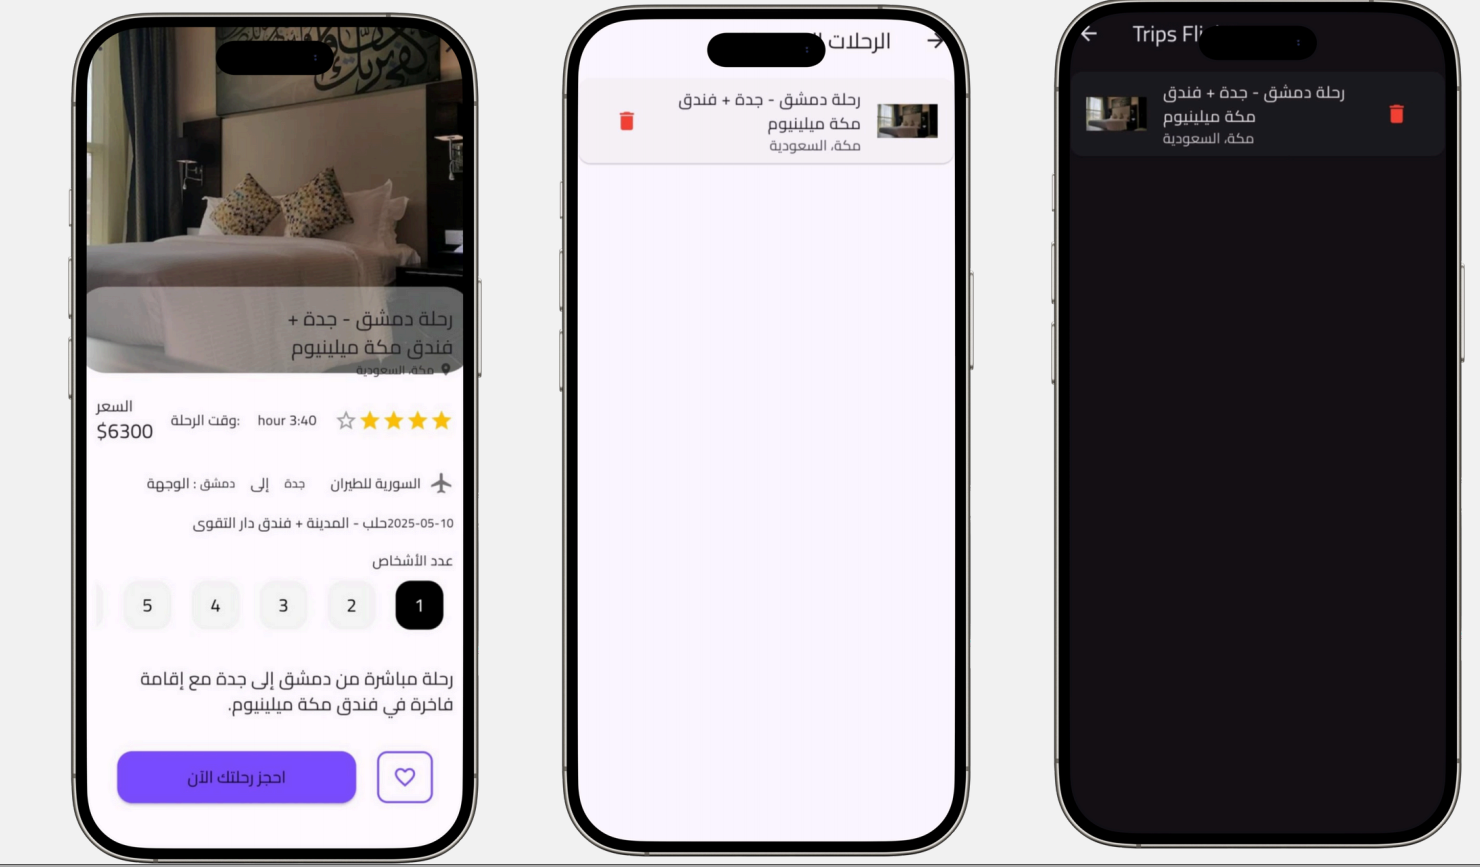 رحلة دمشق - جدة +
فندق مكة ميلينيوم
مكة، السعودية
hour 3:40
وقت الرحلة:
السعر
$6300
السورية للطيران
جدة إلى دمشق : الوجهة
2025-05-10حلب - المدينة + فندق دار التقوى
عدد الأشخاص
1 2 3 4 5
رحلة مباشرة من دمشق إلى جدة مع إقامة
فاخرة في فندق مكة ميلينيوم.
احجز رحلتك الآن
الرحلات
رحلة دمشق - جدة + فندق
مكة ميلينيوم
مكة، السعودية
Trips
رحلة دمشق - جدة + فندق
مكة ميلينيوم
مكة، السعودية